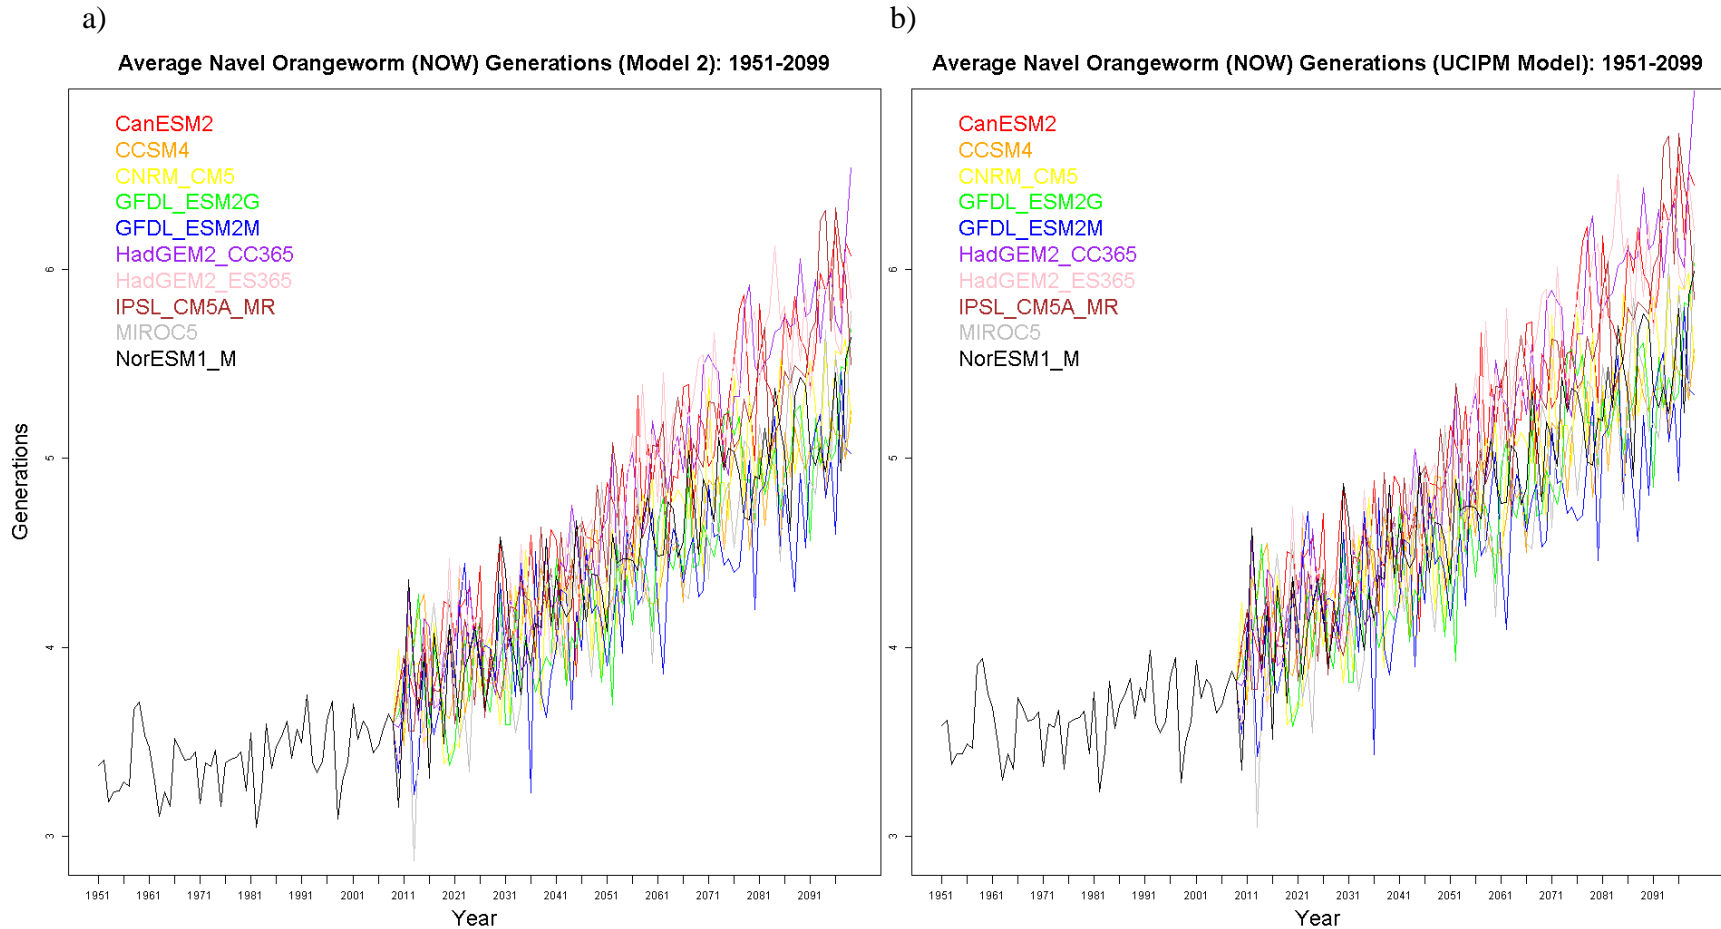 a)
Average Navel Orangeworm (NOW) Generations (Model 2): 1951-2099
CanESM2
CCSM4
CNRM_CM5
GFDL_ESM2G
GFDL_ESM2M
HadGEM2_CC365
HadGEM2_ES365
IPSL_CM5A_MR
MIROC5
NorESM1_M
Generations
6
5
4
3
1951 1961 1971 1981 1991 2001 2011 2021 2031 2041 2051 2061 2071 2081 2091
Year
b)
Average Navel Orangeworm (NOW) Generations (UCIPM Model): 1951-2099
CanESM2
CCSM4
CNRM_CM5
GFDL_ESM2G
GFDL_ESM2M
HadGEM2_CC365
HadGEM2_ES365
IPSL_CM5A_MR
MIROC5
NorESM1_M
6
5
4
3
1951 1961 1971 1981 1991 2001 2011 2021 2031 2041 2051 2061 2071 2081 2091
Year